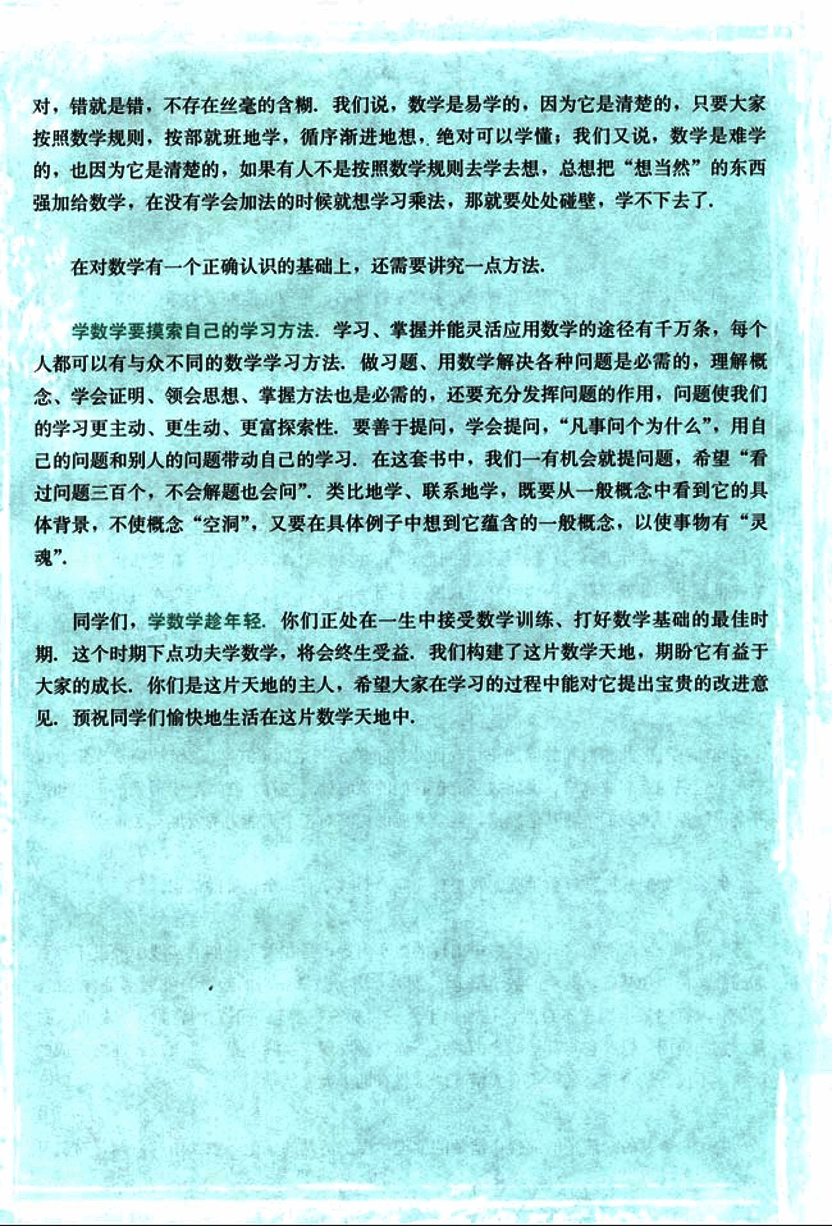 对，错就是错，不存在丝毫的含糊．我们说，数学是易学的，因为它是清楚的，只要大家
按照数学规则，按部就班地学，循序渐进地想，绝对可以学懂；我们又说，数学是难学
的，也因为它是清楚的，如果有人不是按照数学规则去学去想，总想把“想当然”的东西
强加给数学，在没有学会加法的时候就想学习乘法，那就要处处碰壁，学不下去了．
在对数学有一个正确认识的基础上，还需要讲究一点方法．
学数学要摸索自己的学习方法．学习、掌握并能灵活应用数学的途径有千万条，每个
人都可以有与众不同的数学学习方法．做习题、用数学解决各种问题是必需的，理解概
念、学会证明、领会思想、掌握方法也是必需的，还要充分发挥问题的作用，问题使我们
的学习更主动、更生动、更富探索性．要善于提问，学会提问，“凡事问个为什么”，用自
己的问题和别人的问题带动自己的学习．在这套书中，我们一有机会就提问题，希望“看
过问题三百个，不会解题也会问”．类比地学、联系地学，既要从一般概念中看到它的具
体背景，不使概念“空洞”，又要在具体例子中想到它蕴含的一般概念，以使事物有“灵
魂”．
同学们，学数学趁年轻．你们正处在一生中接受数学训练、打好数学基础的最佳时
期．这个时期下点功夫学数学，将会终生受益．我们构建了这片数学天地，期盼它有益于
大家的成长．你们是这片天地的主人，希望大家在学习的过程中能对它提出宝贵的改进意
见．预祝同学们愉快地生活在这片数学天地中．